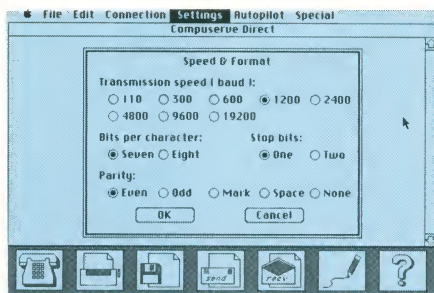 File Edit Connection Settings Autopilot Special
Compuserve Direct
Speed & Format
Transmission speed ( baud ):
110 300 600 1200 2400
4800 9600 19200
Bits per character: Stop bits:
Seven Eight One Two
Parity:
Even Odd Mark Space None
OK Cancel
send recv ?